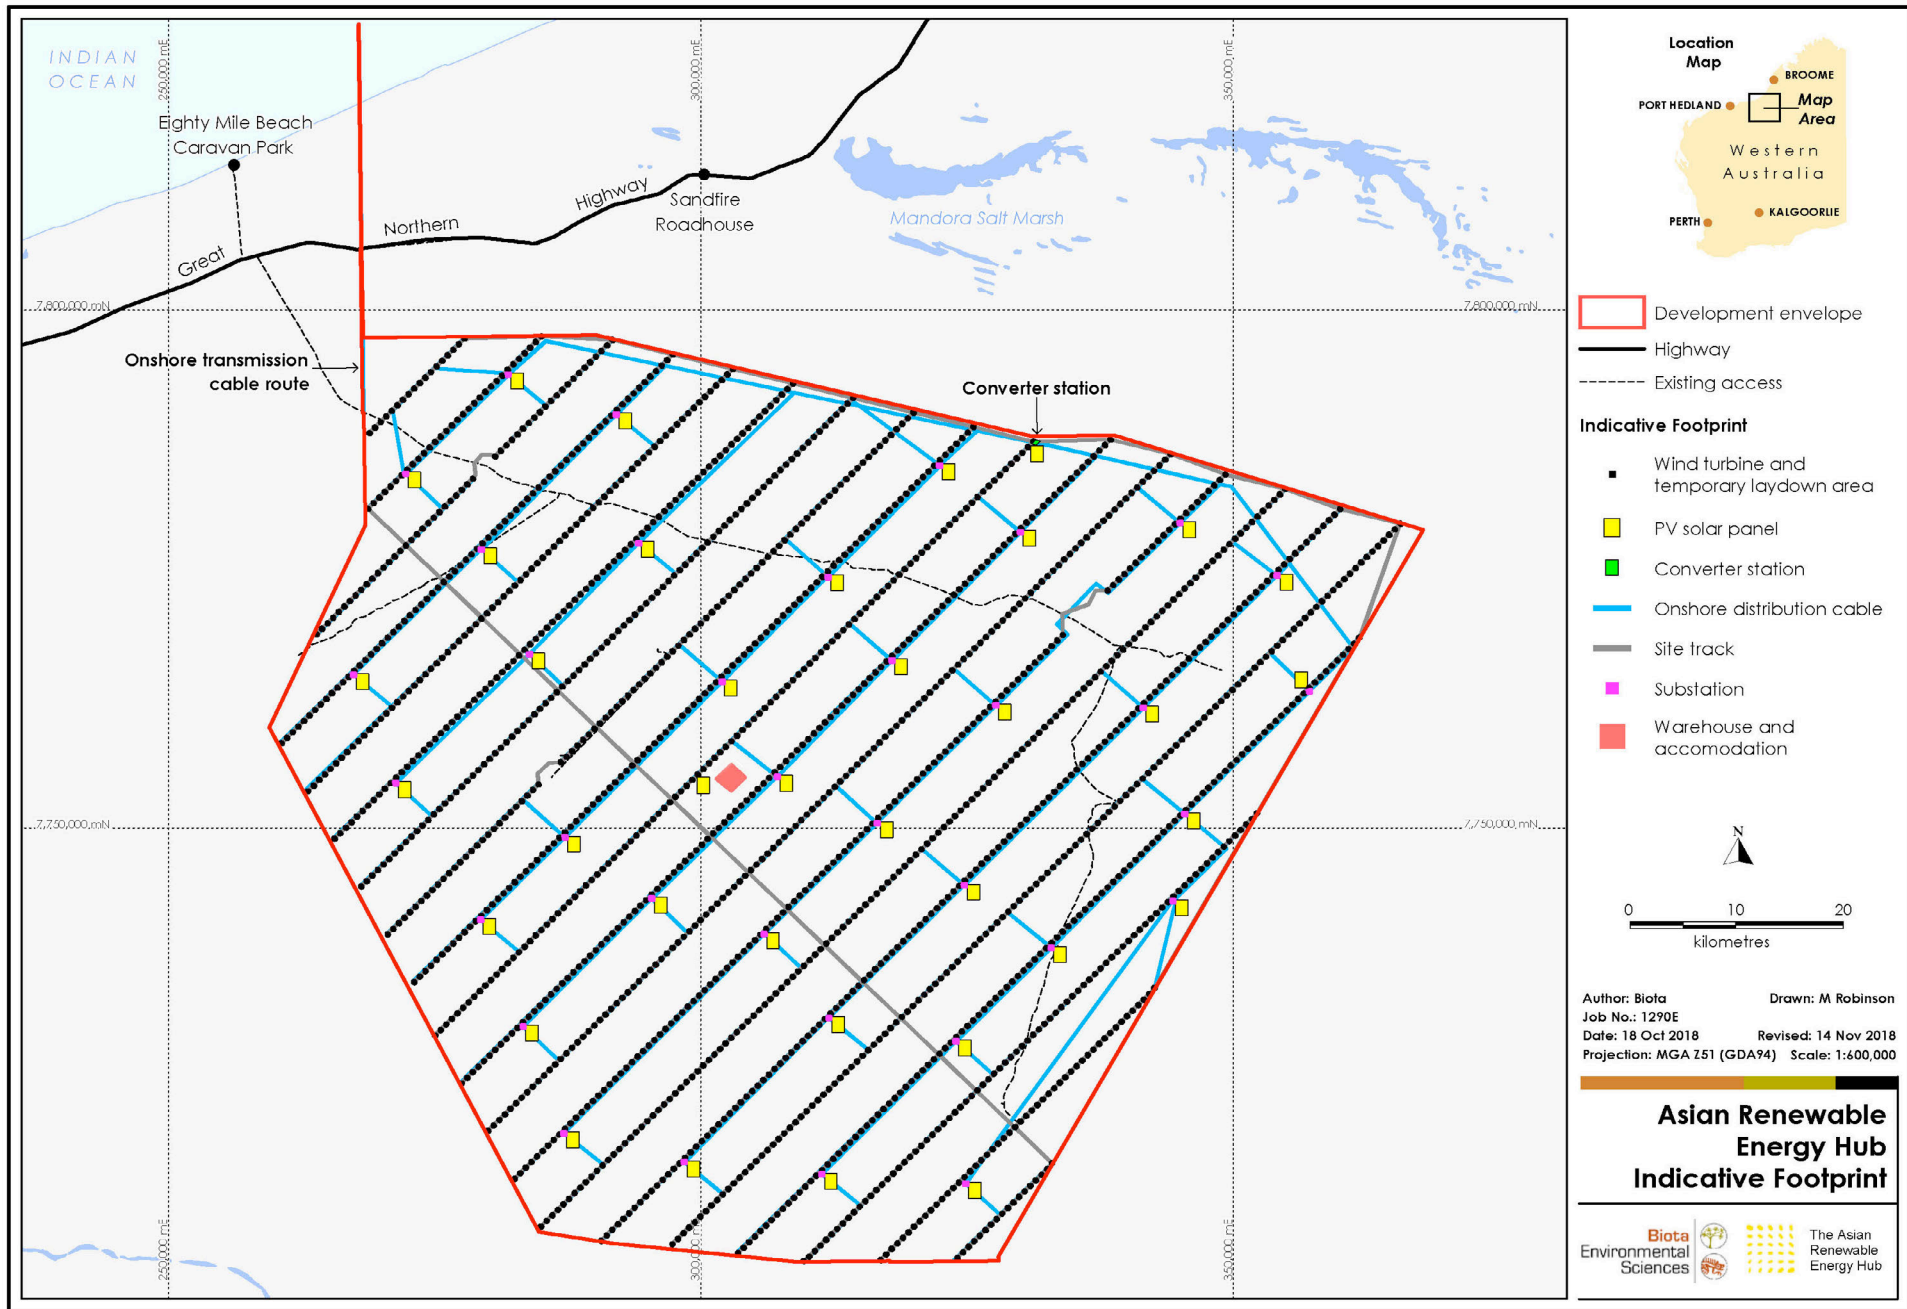 INDIAN
OCEAN
250,000 mE
300,000 mE
350,000 mE
Eighty Mile Beach
Caravan Park
Great
Northern
Highway
Sandfire
Roadhouse
Mandora Salt Marsh
7,800,000 mN
7,800,000 mN
Onshore transmission
cable route
Converter station
7,750,000 mN
7,750,000 mN
250,000 mE
300,000 mE
350,000 mE
Location
Map
BROOME
PORT HEDLAND
Map
Area
Western
Australia
PERTH
KALGOORLIE
Development envelope
Highway
Existing access
Indicative Footprint
Wind turbine and
temporary laydown area
PV solar panel
Converter station
Onshore distribution cable
Site track
Substation
Warehouse and
accomodation
N
0 10 20
kilometres
Author: Biota Drawn: M Robinson
Job No.: 1290E
Date: 18 Oct 2018 Revised: 14 Nov 2018
Projection: MGA Z51 (GDA94) Scale: 1:600,000
Asian Renewable
Energy Hub
Indicative Footprint
Biota
Environmental
Sciences
The Asian
Renewable
Energy Hub